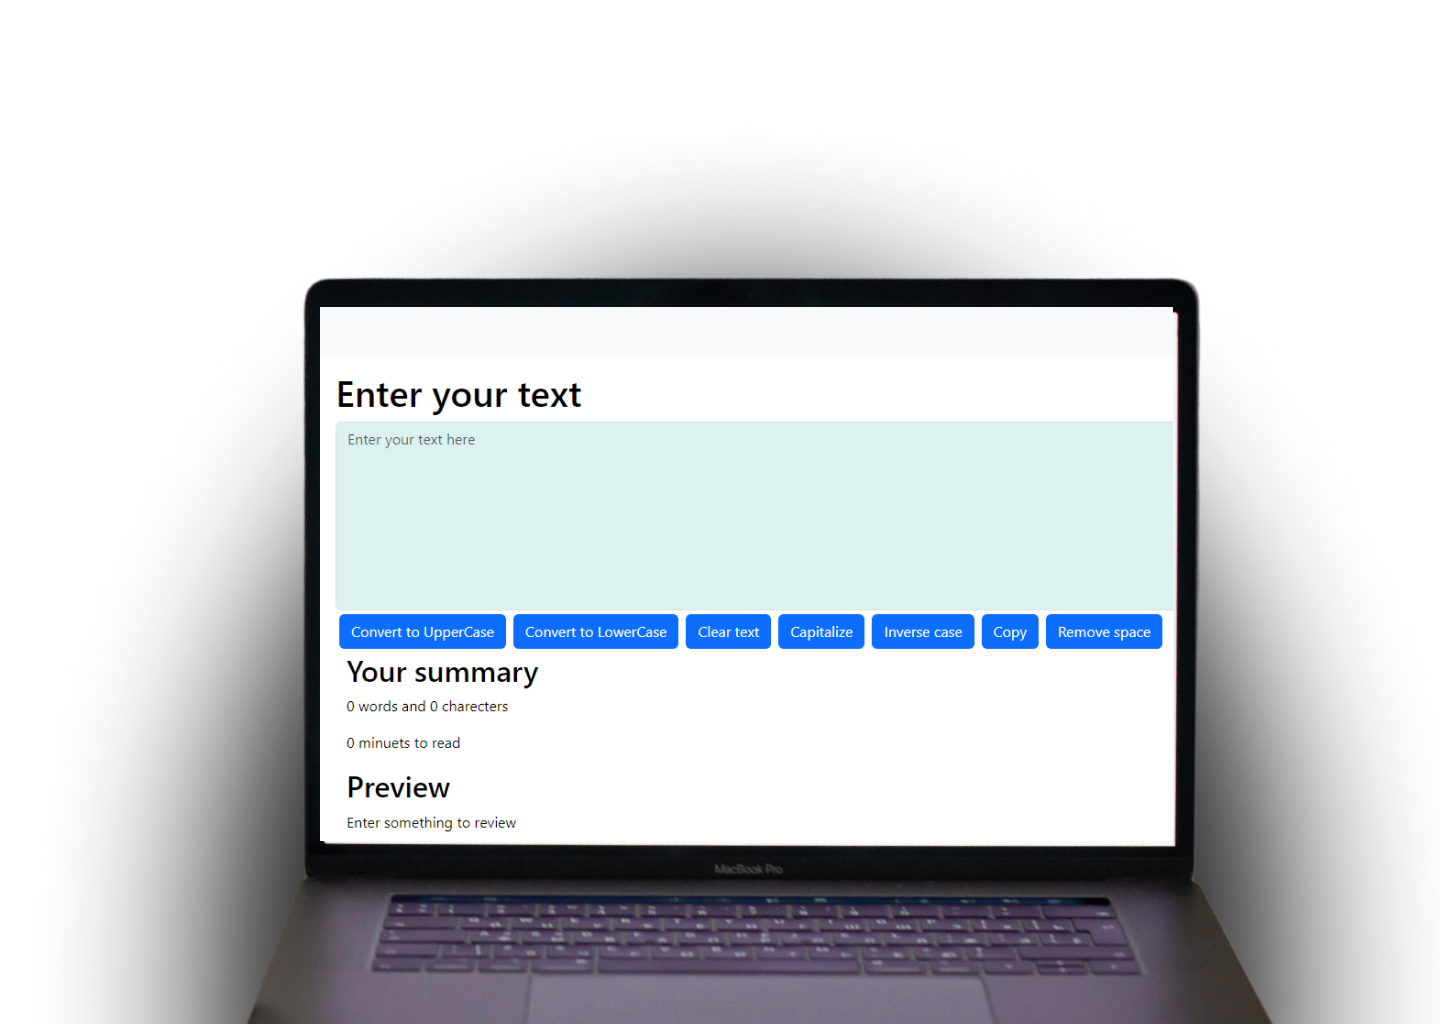 Enter your text
Enter your text here
Convert to UpperCase Convert to LowerCase Clear text Capitalize Inverse case Copy Remove space
Your summary
0 words and 0 charecters
0 minuets to read
Preview
Enter something to review
MacBook Pro